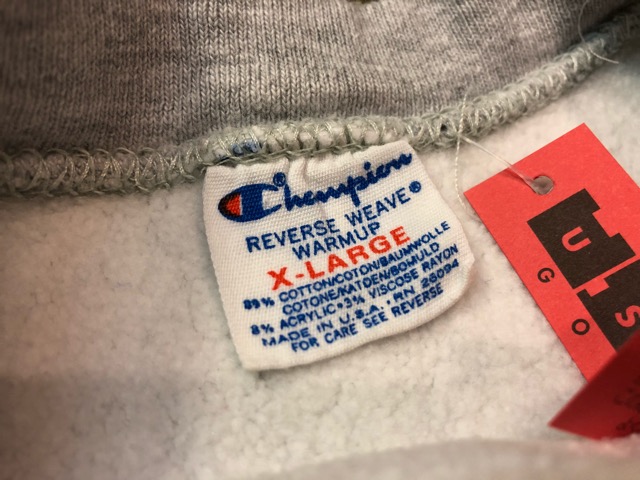 Champion
REVERSE WEAVE®
WARMUP
X-LARGE
89% COTTON/COTON/BAUMWOLLE
COTONE/KATOEN/BOMULD
8% ACRYLIC • 3% VISCOSE RAYON
MADE IN U.S.A. • RN 26094
FOR CARE SEE REVERSE
U
S
GO